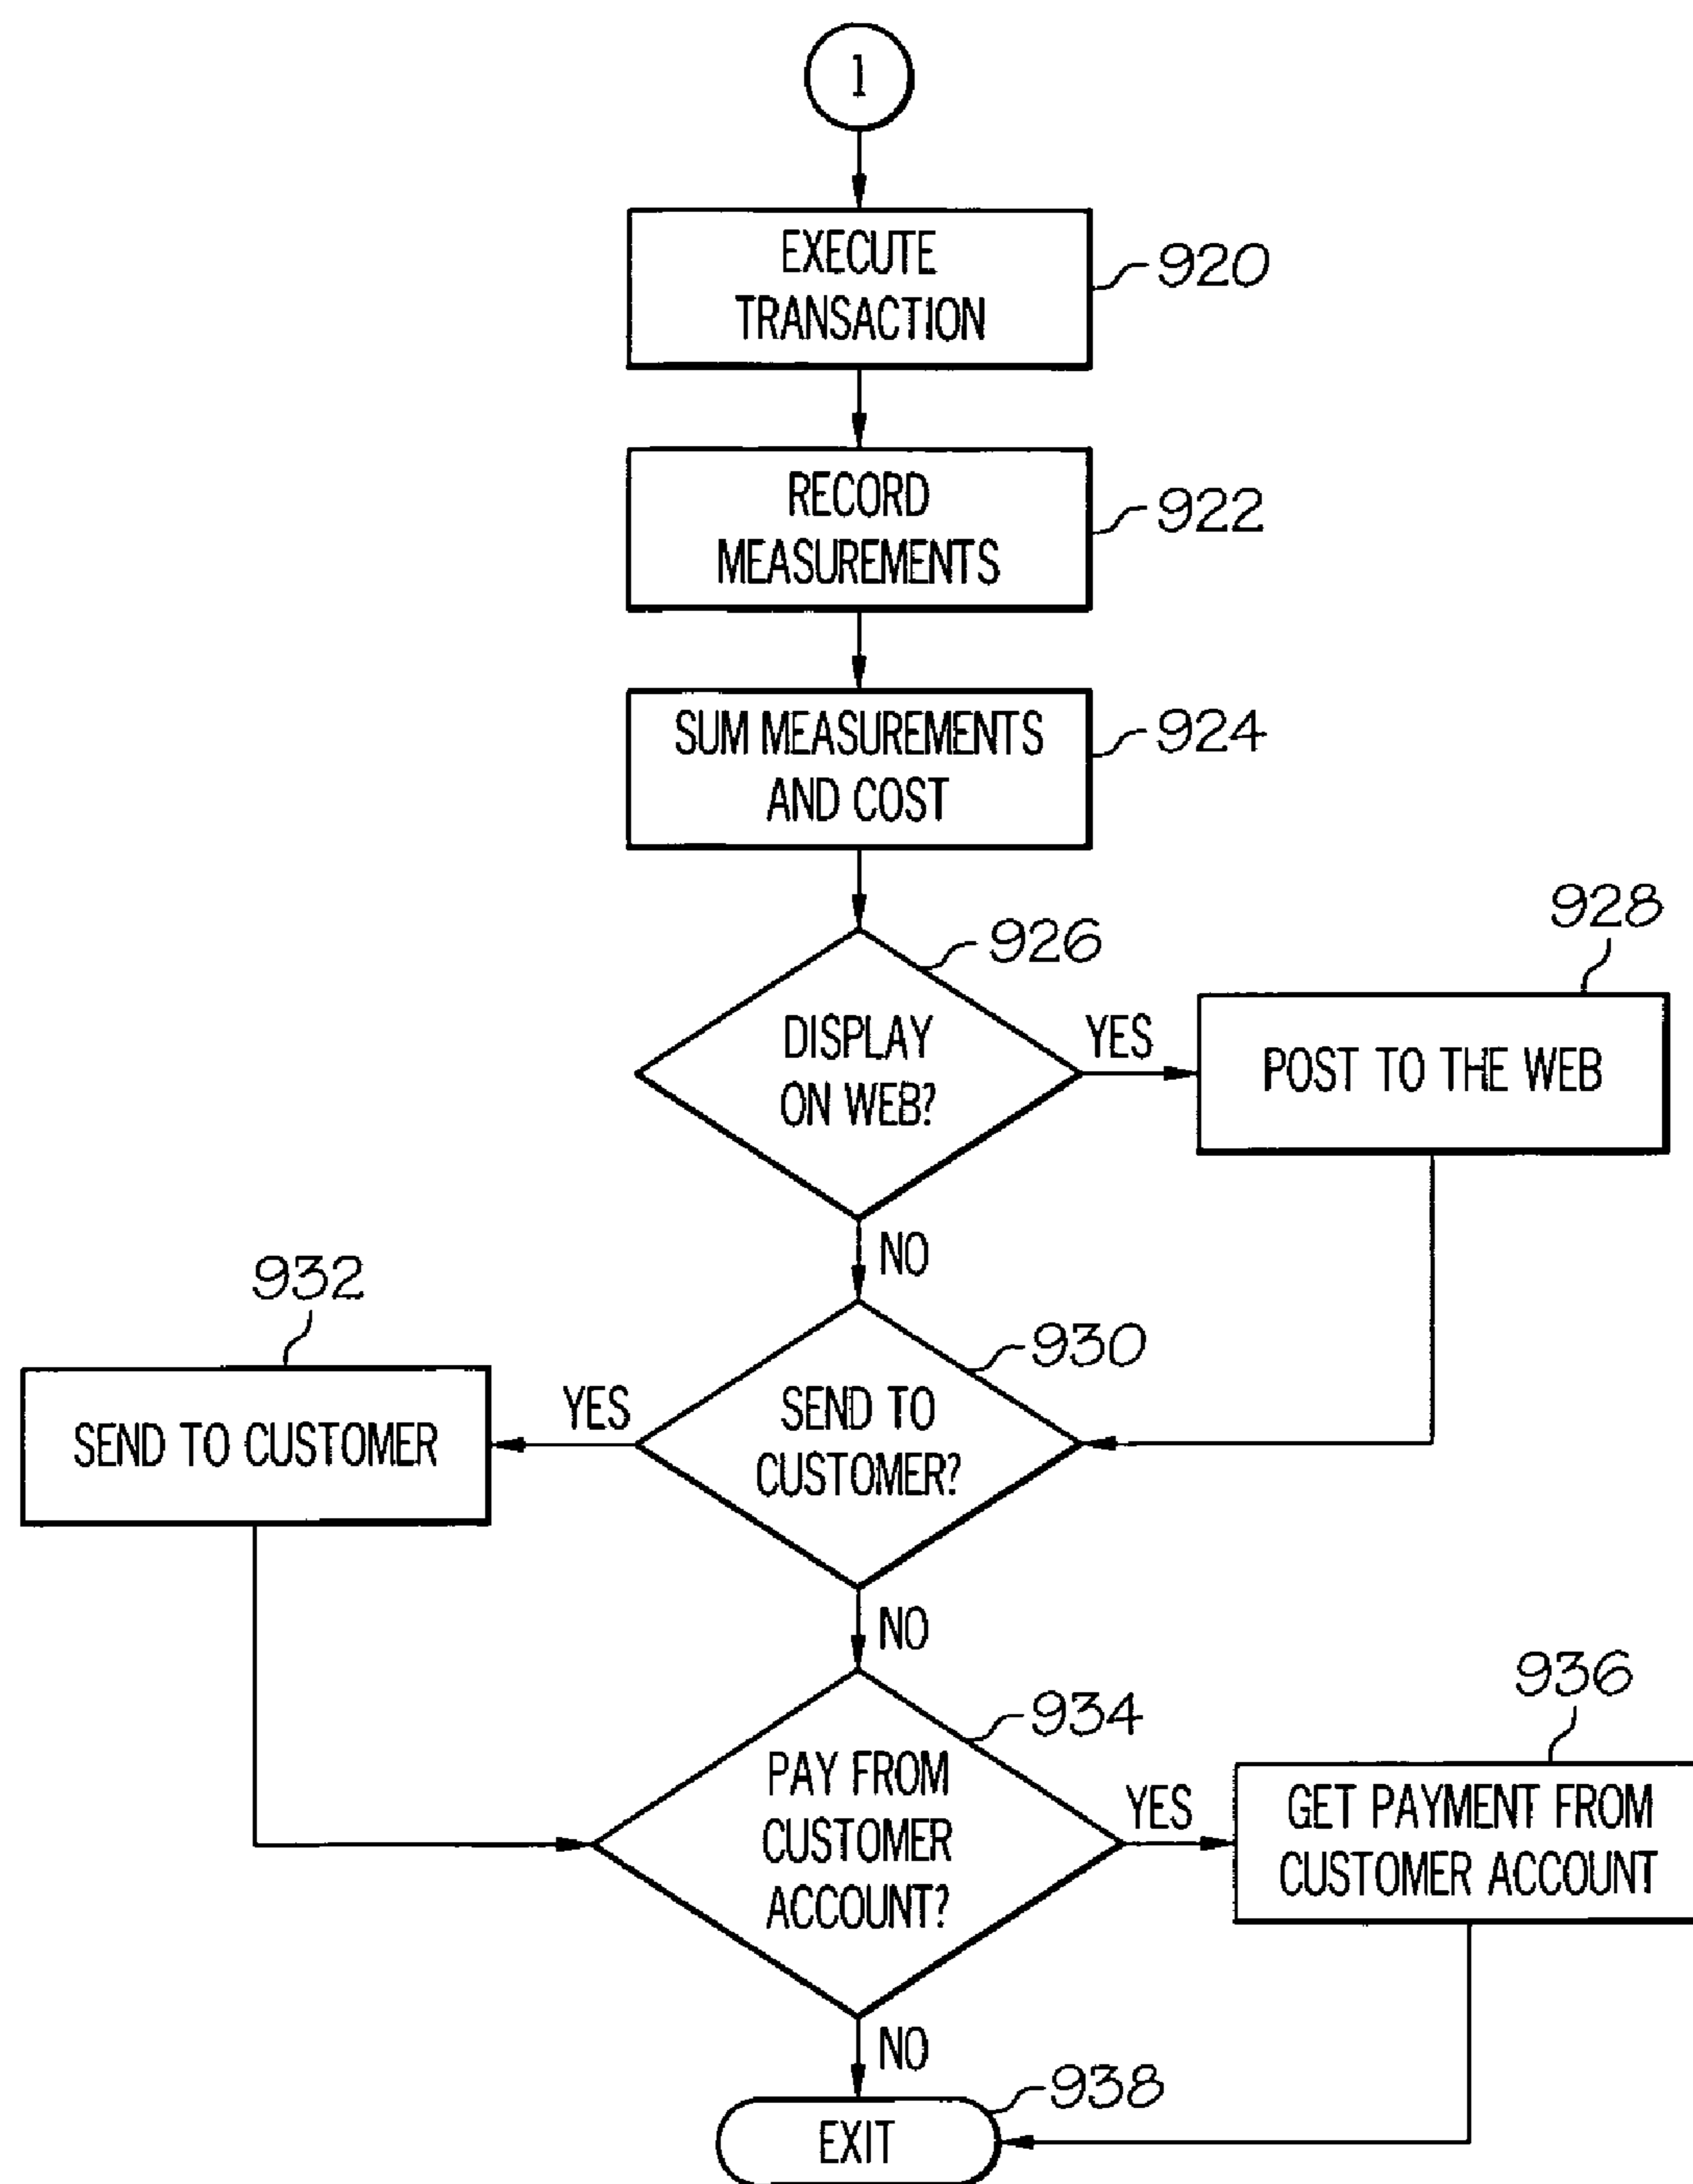 1
EXECUTE
TRANSACTION
920
RECORD
MEASUREMENTS
922
SUM MEASUREMENTS
AND COST
924
926
928
DISPLAY
ON WEB?
YES
POST TO THE WEB
NO
932
930
SEND TO CUSTOMER
YES
SEND TO
CUSTOMER?
NO
934
936
PAY FROM
CUSTOMER
ACCOUNT?
YES
GET PAYMENT FROM
CUSTOMER ACCOUNT
NO
938
EXIT